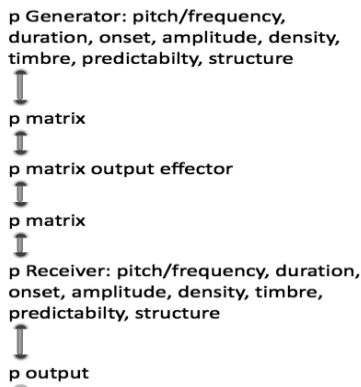 p Generator: pitch/frequency,
duration, onset, amplitude, density,
timbre, predictabilty, structure
p matrix
p matrix output effector
p matrix
p Receiver: pitch/frequency, duration,
onset, amplitude, density, timbre,
predictabilty, structure
p output